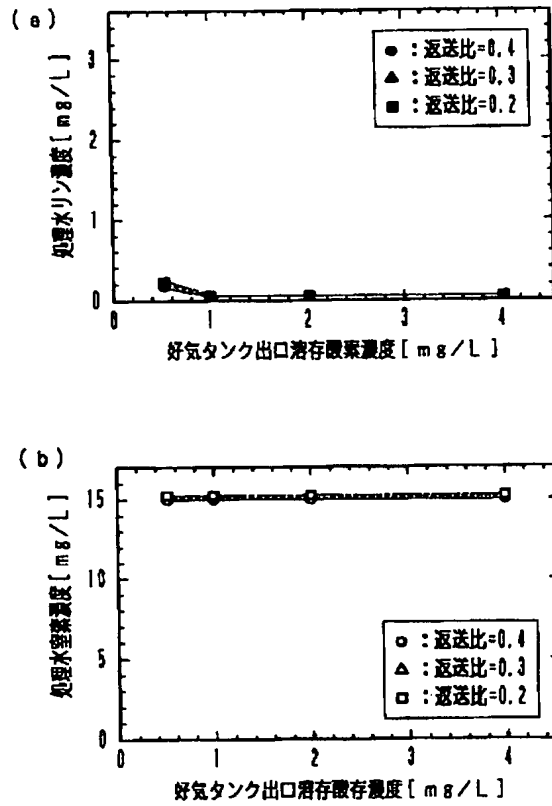 (a)
3
2
1
0
処理水リン濃度[mg/L]
●：返送比=0.4
▲：返送比=0.3
■：返送比=0.2
0 1 2 3 4
好気タンク出口溶存酸素濃度[mg/L]
(b)
15
10
5
0
処理水窒素濃度[mg/L]
○：返送比=0.4
△：返送比=0.3
□：返送比=0.2
0 1 2 3 4
好気タンク出口溶存酸存濃度[mg/L]